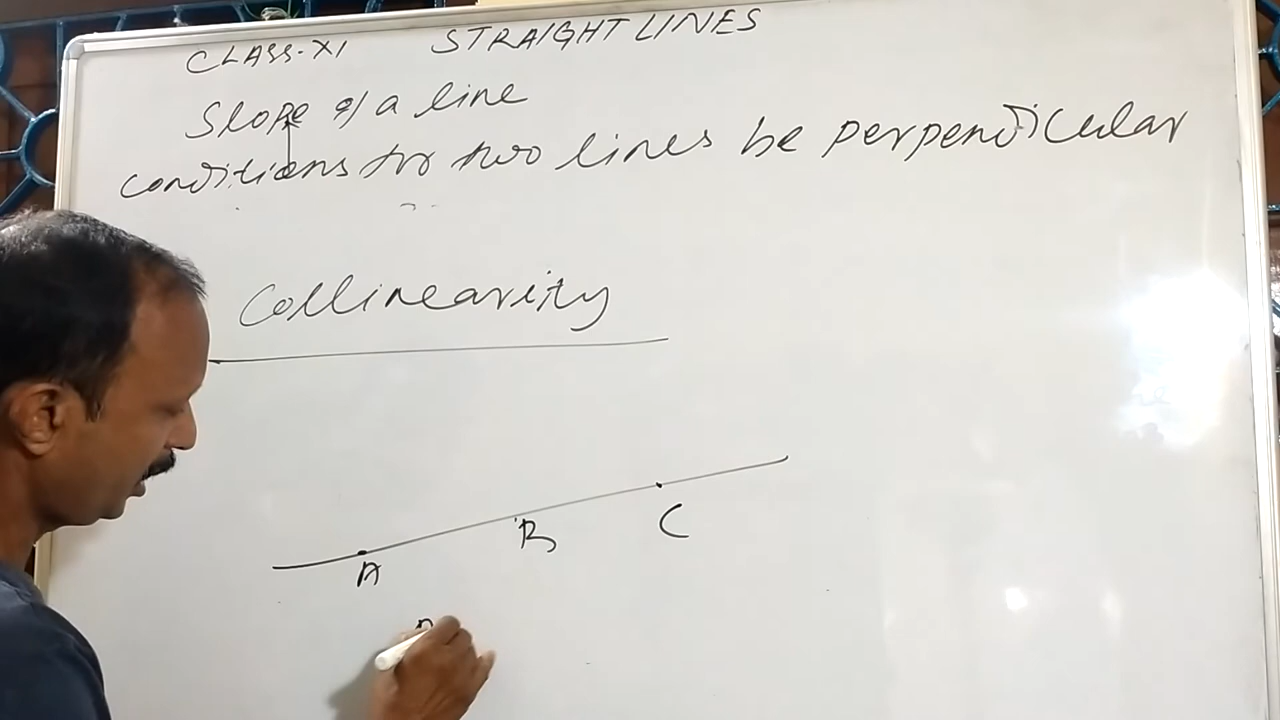 CLASS-XI STRAIGHT LINES
Slope of a line
conditions for two lines be perpendicular
Collinearity
A B C